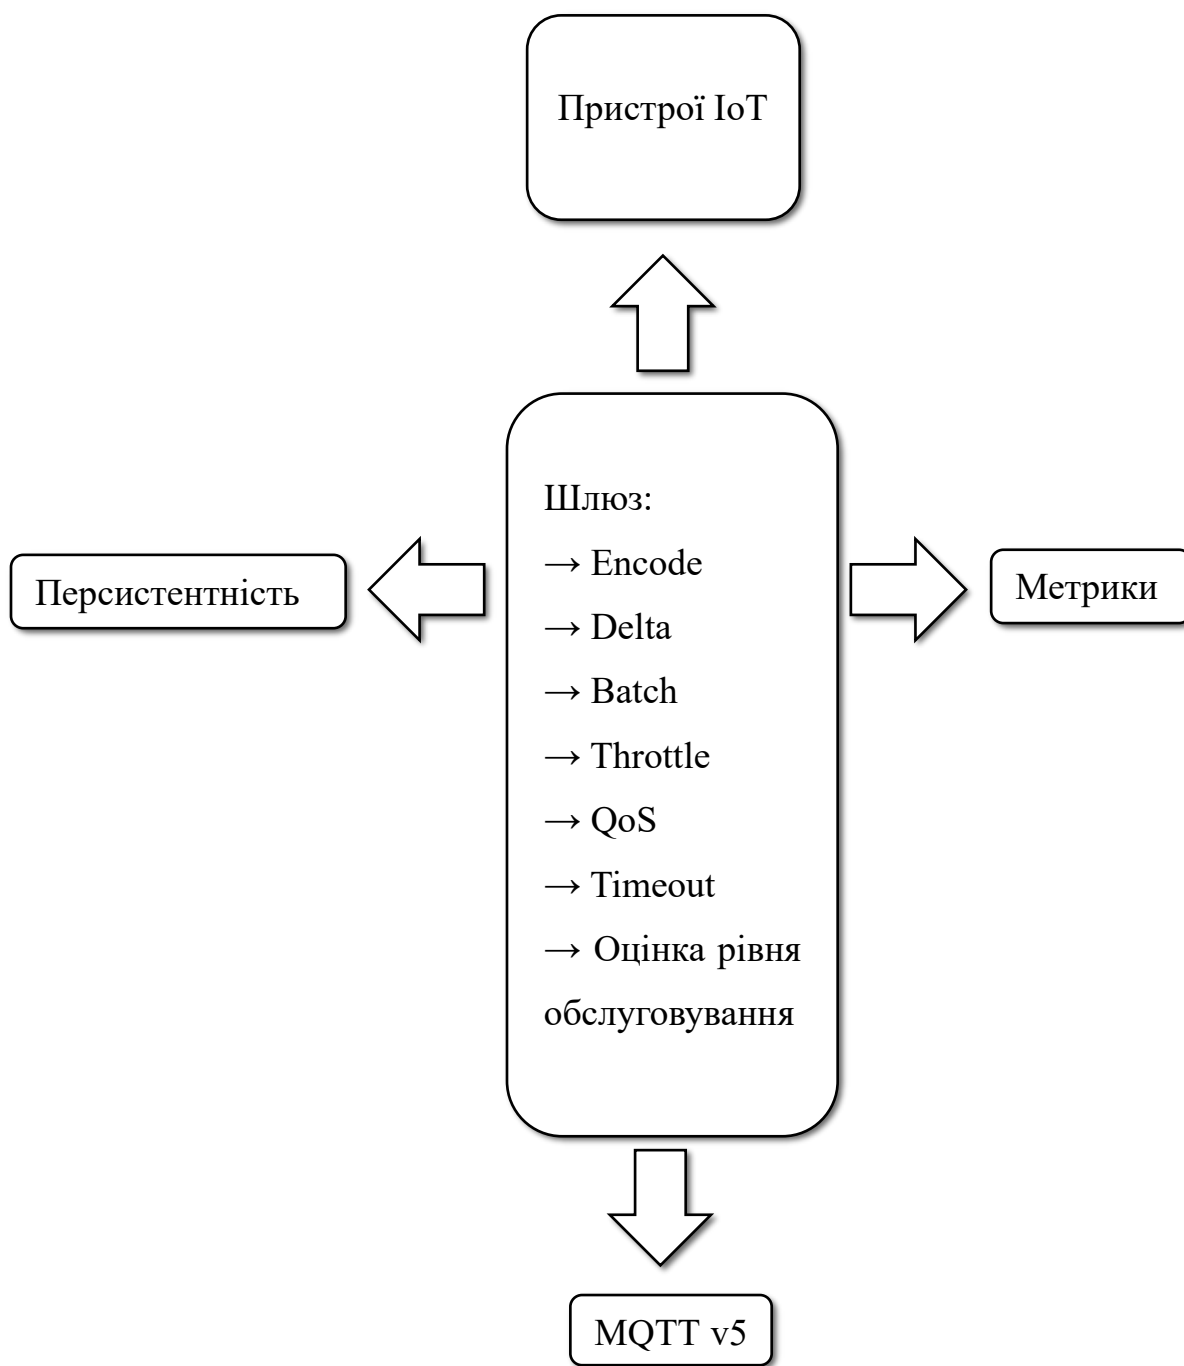 Пристрої IoT
Шлюз:
→ Encode
→ Delta
→ Batch
→ Throttle
→ QoS
→ Timeout
→ Оцінка рівня
обслуговування
Персистентність
Метрики
MQTT v5